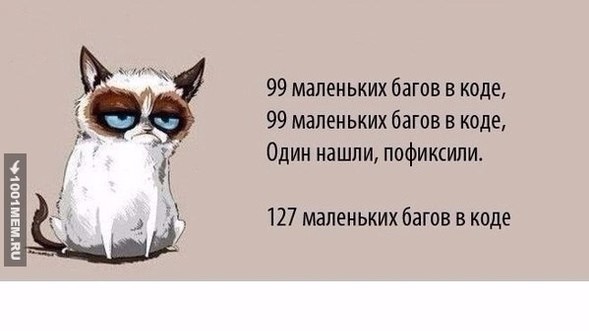 99 маленьких багов в коде,
99 маленьких багов в коде,
Один нашли, пофиксили.
127 маленьких багов в коде
1001MEM.RU